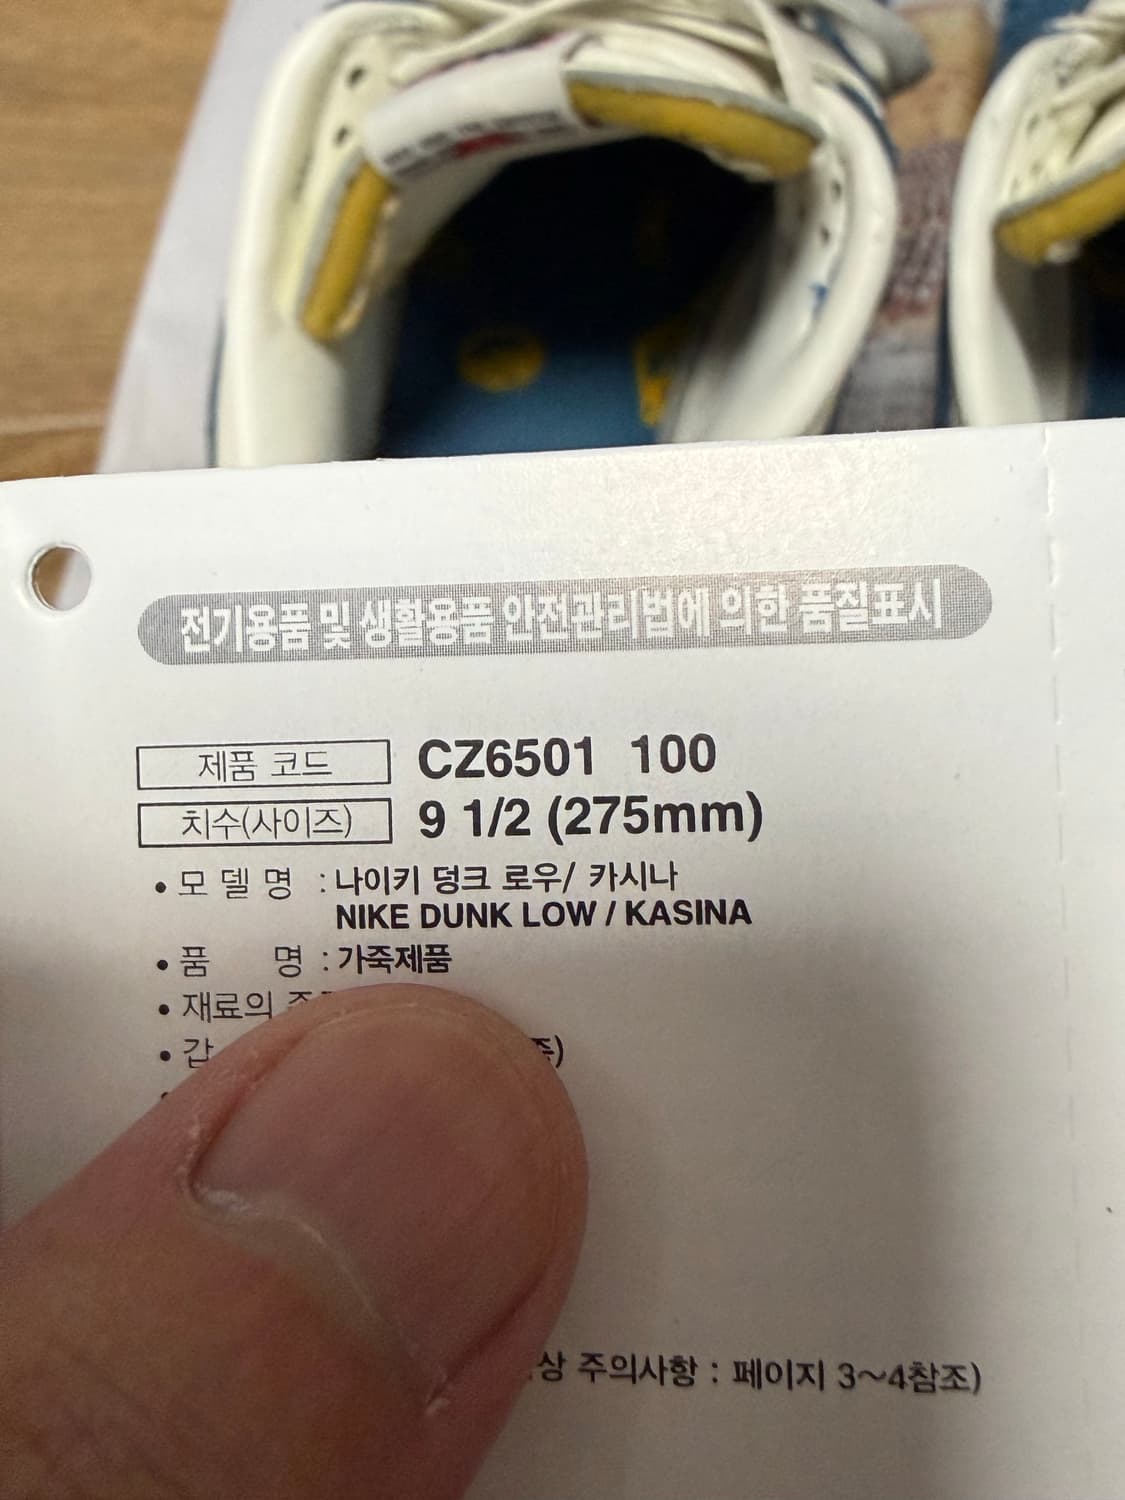 전기용품 및 생활용품 안전관리법에 의한 품질표시
제품 코드 CZ6501 100
치수(사이즈) 9 1/2 (275mm)
• 모 델 명 : 나이키 덩크 로우/ 카시나
NIKE DUNK LOW / KASINA
• 품 명 : 가죽제품
• 재료의
• 갑
상 주의사항 : 페이지 3~4참조)